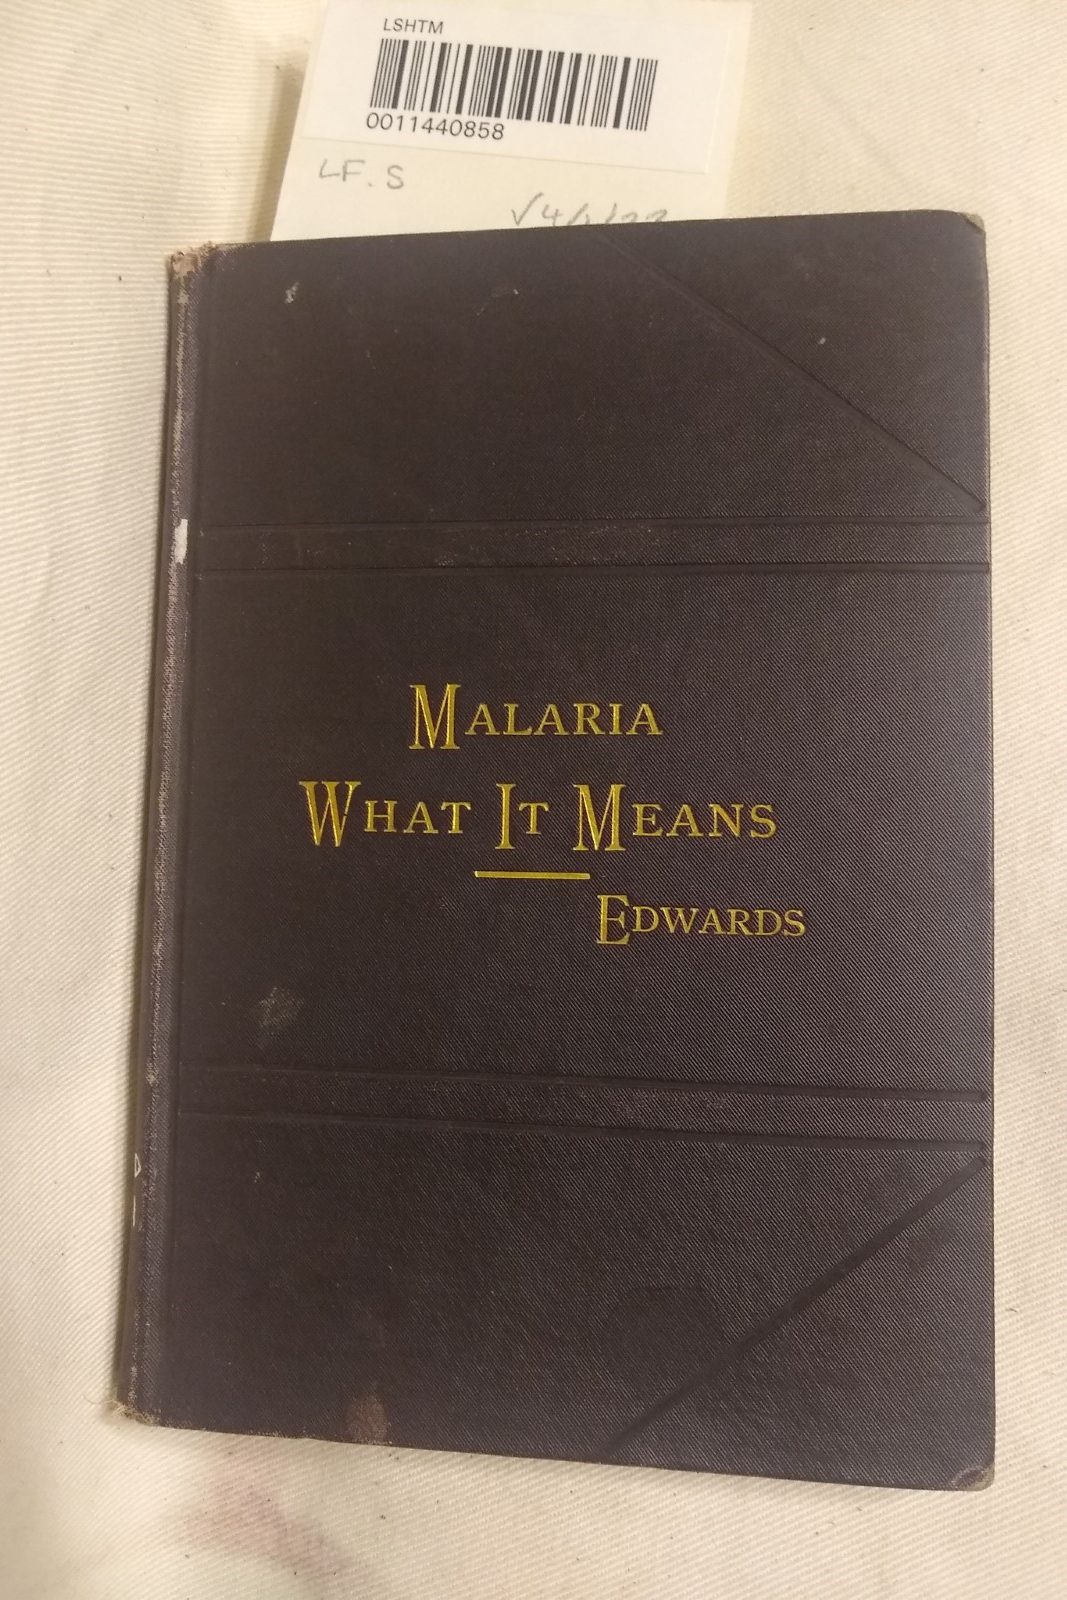 LSHTM
0011440858
LF. S
MALARIA
WHAT IT MEANS
EDWARDS